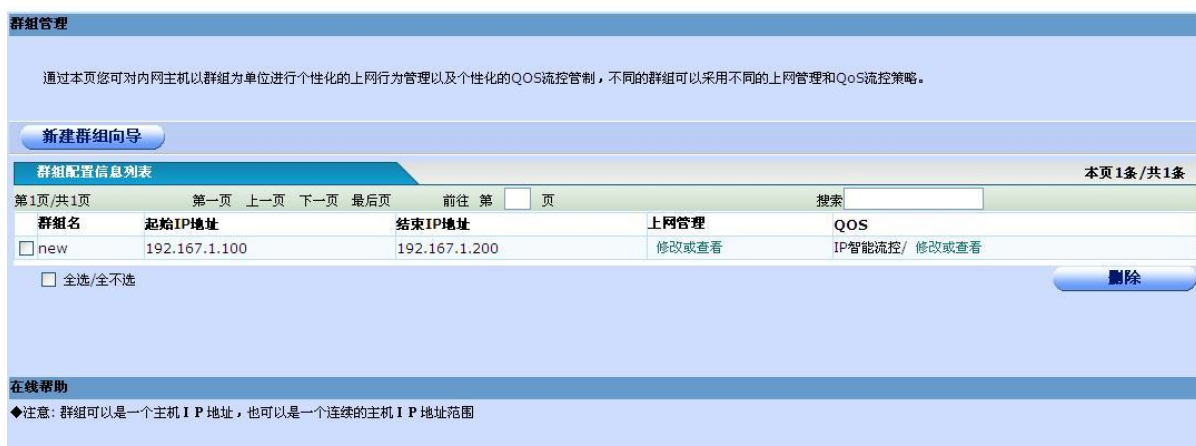 群组管理
通过本页您可对内网主机以群组为单位进行个性化的上网行为管理以及个性化的QOS流控管制，不同的群组可以采用不同的上网管理和QoS流控策略。
新建群组向导
群组配置信息列表 本页1条/共1条
第1页/共1页 第一页 上一页 下一页 最后页 前往 第 页 搜索
群组名 起始IP地址 结束IP地址 上网管理 QOS
new 192.167.1.100 192.167.1.200 修改或查看 IP智能流控/ 修改或查看
全选/全不选 删除
在线帮助
◆注意: 群组可以是一个主机IP地址，也可以是一个连续的主机IP地址范围